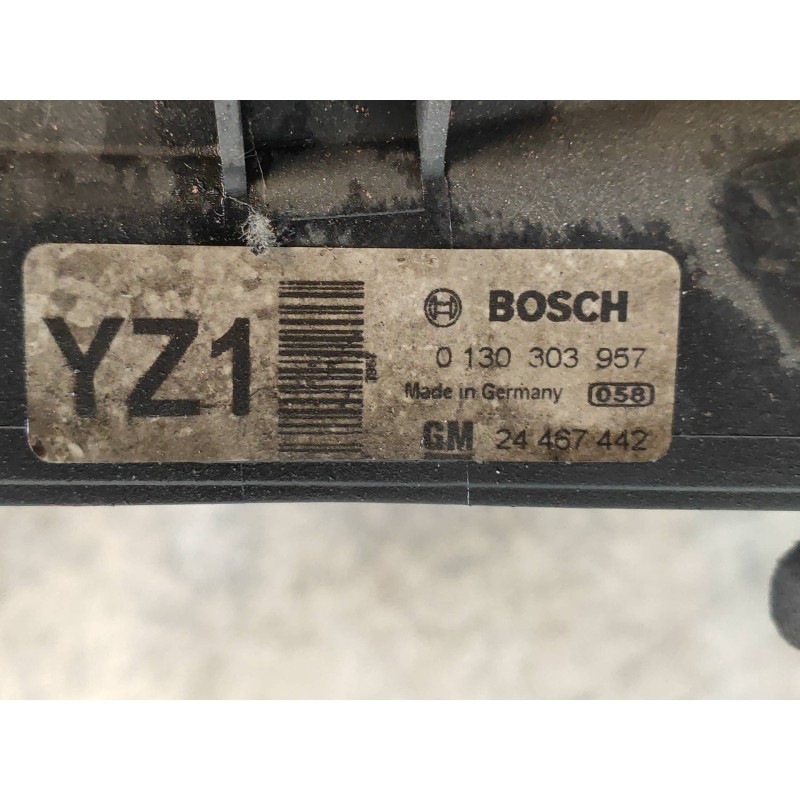 YZ1
BOSCH
0 130 303 957
Made in Germany 058
GM 24 467 442